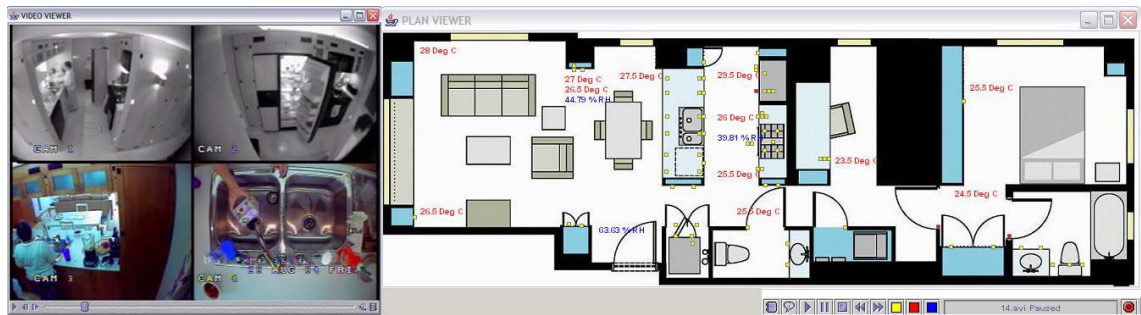 VIDEO VIEWER
CAM 1
CAM 2
CAM 3
CAM 4
PLAN VIEWER
28 Deg C
27 Deg C
27.5 Deg C
26.5 Deg C
44.79 % RH
29.5 Deg C
26 Deg C
39.81 % RH
25.5 Deg C
25.5 Deg C
23.5 Deg C
24.5 Deg C
26.5 Deg C
25.5 Deg C
63.63 % RH
14.avi Paused